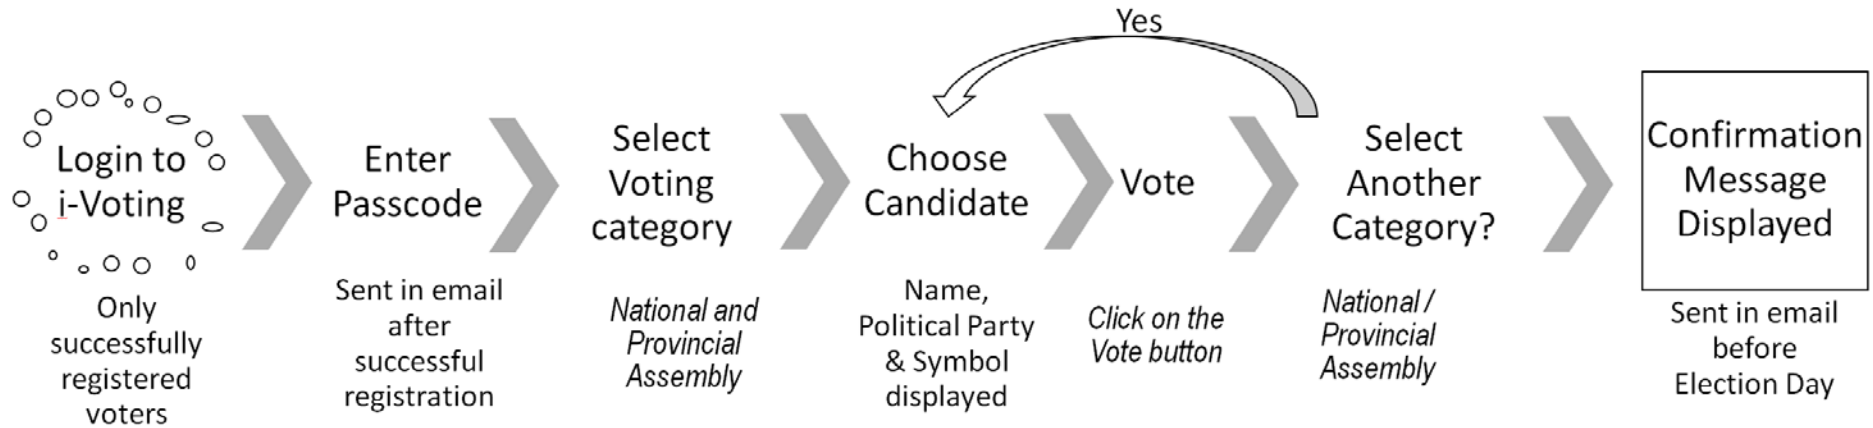 Yes
Login to
i-Voting
Only
successfully
registered
voters
Enter
Passcode
Sent in email
after
successful
registration
Select
Voting
category
National and
Provincial
Assembly
Choose
Candidate
Name,
Political Party
& Symbol
displayed
Vote
Click on the
Vote button
Select
Another
Category?
National /
Provincial
Assembly
Confirmation
Message
Displayed
Sent in email
before
Election Day